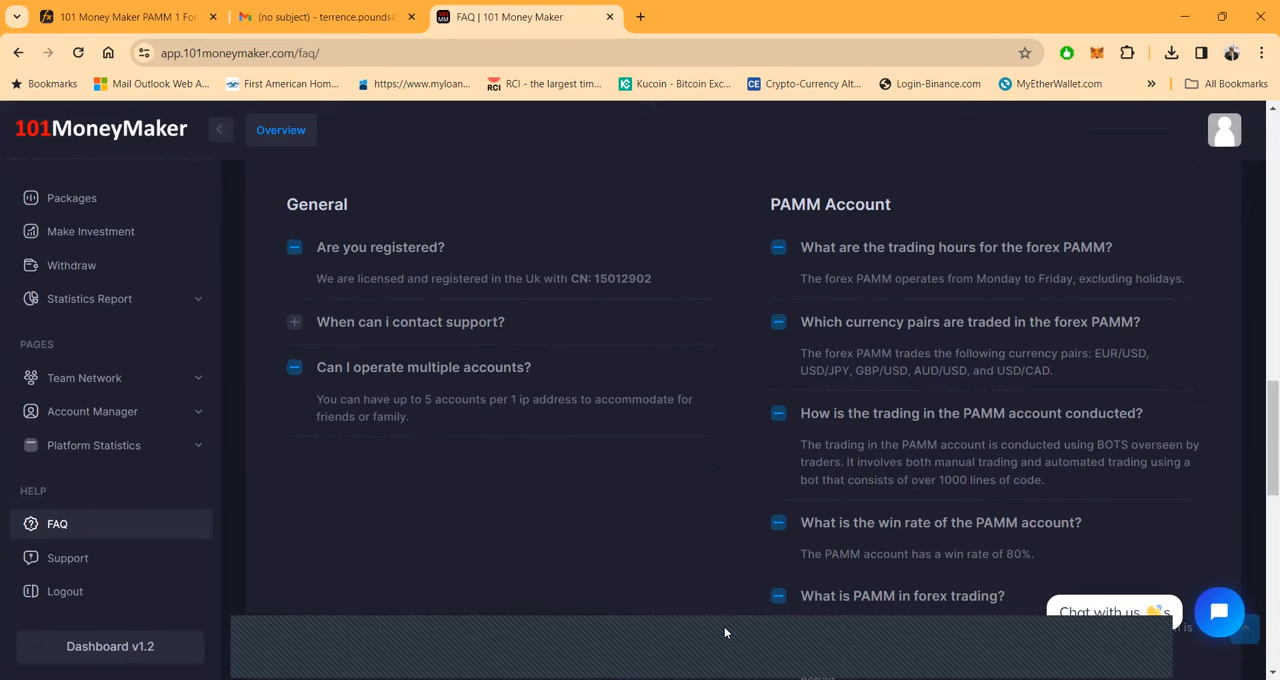 101 Money Maker PAMM 1 For
(no subject) - terrence.pounds@
FAQ | 101 Money Maker
app.101moneymaker.com/faq/
Bookmarks
Mail Outlook Web A...
First American Hom...
https://www.myloan...
RCI - the largest tim...
Kucoin - Bitcoin Exc...
Crypto-Currency Alt...
Login-Binance.com
MyEtherWallet.com
All Bookmarks
101MoneyMaker
Overview
Packages
Make Investment
Withdraw
Statistics Report
PAGES
Team Network
Account Manager
Platform Statistics
HELP
FAQ
Support
Logout
Dashboard v1.2
General
Are you registered?
We are licensed and registered in the Uk with CN: 15012902
When can i contact support?
Can I operate multiple accounts?
You can have up to 5 accounts per 1 ip address to accommodate for
friends or family.
PAMM Account
What are the trading hours for the forex PAMM?
The forex PAMM operates from Monday to Friday, excluding holidays.
Which currency pairs are traded in the forex PAMM?
The forex PAMM trades the following currency pairs: EUR/USD,
USD/JPY, GBP/USD, AUD/USD, and USD/CAD.
How is the trading in the PAMM account conducted?
The trading in the PAMM account is conducted using BOTS overseen by
traders. It involves both manual trading and automated trading using a
bot that consists of over 1000 lines of code.
What is the win rate of the PAMM account?
The PAMM account has a win rate of 80%.
What is PAMM in forex trading?
Chat with us 👋s
is